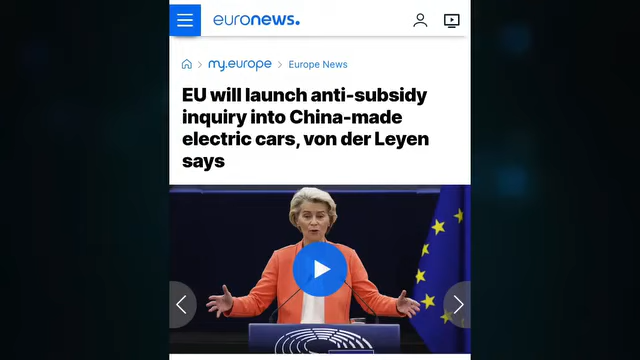 euronews.
my.europe
Europe News
EU will launch anti-subsidy
inquiry into China-made
electric cars, von der Leyen
says